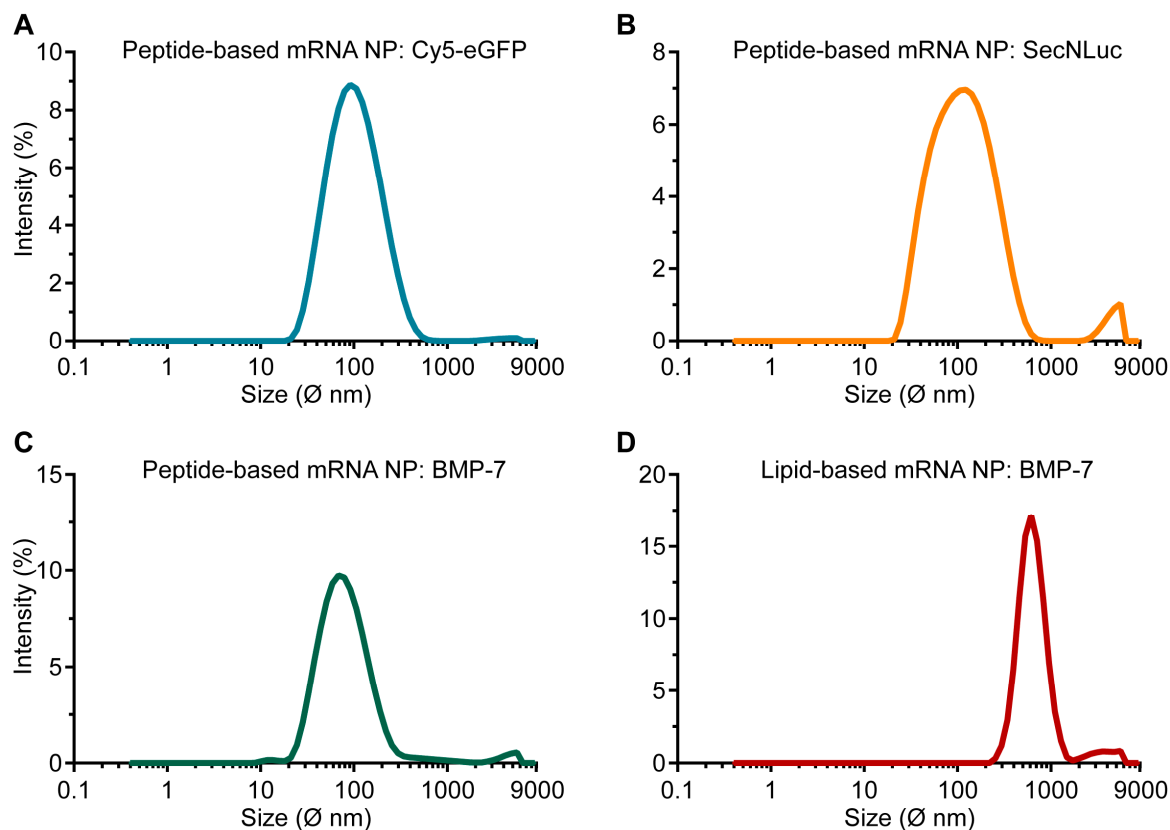 A
Peptide-based mRNA NP: Cy5-eGFP
Intensity (%)
10
8
6
4
2
0
0.1 1 10 100 1000 9000
Size (Ø nm)
B
Peptide-based mRNA NP: SecNLuc
8
6
4
2
0
0.1 1 10 100 1000 9000
Size (Ø nm)
C
Peptide-based mRNA NP: BMP-7
Intensity (%)
15
10
5
0
0.1 1 10 100 1000 9000
Size (Ø nm)
D
Lipid-based mRNA NP: BMP-7
20
15
10
5
0
0.1 1 10 100 1000 9000
Size (Ø nm)